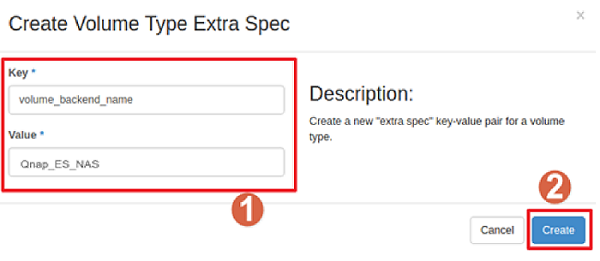 Create Volume Type Extra Spec
×
Key *
volume_backend_name
Value *
Qnap_ES_NAS
Description:
Create a new "extra spec" key-value pair for a volume
type.
1
2
Cancel
Create